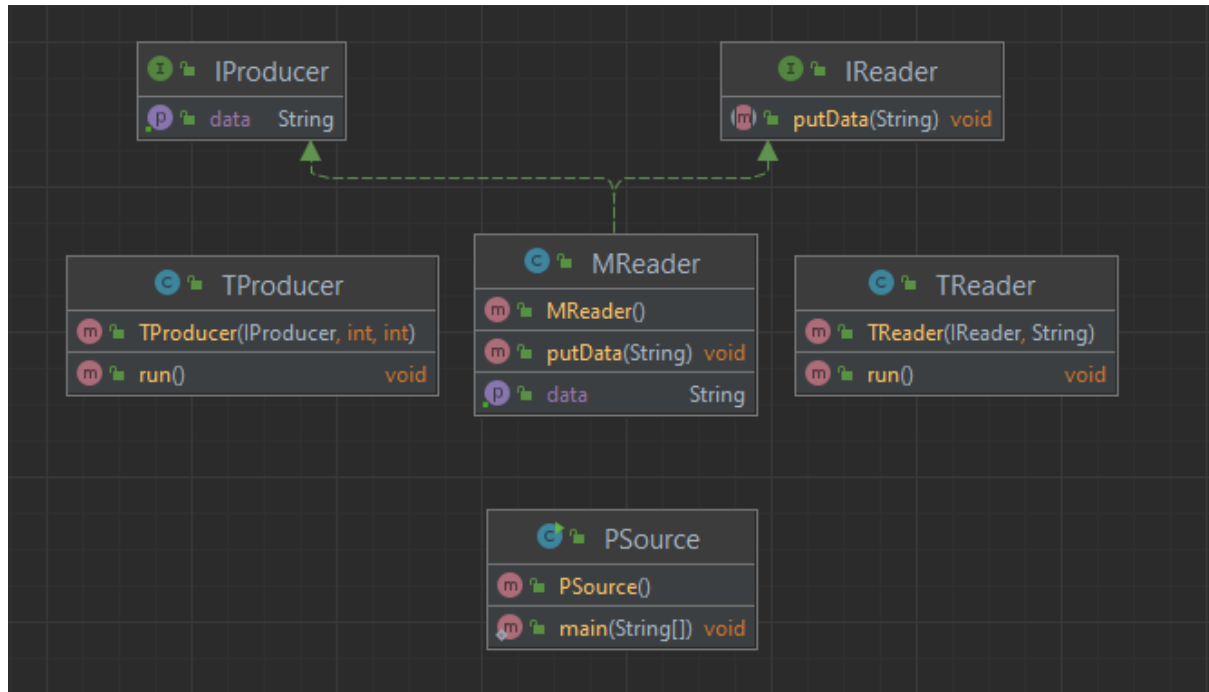 IProducer
data String
IReader
putData(String) void
TProducer
TProducer(IProducer, int, int)
run() void
MReader
MReader()
putData(String) void
data String
TReader
TReader(IReader, String)
run() void
PSource
PSource()
main(String[]) void